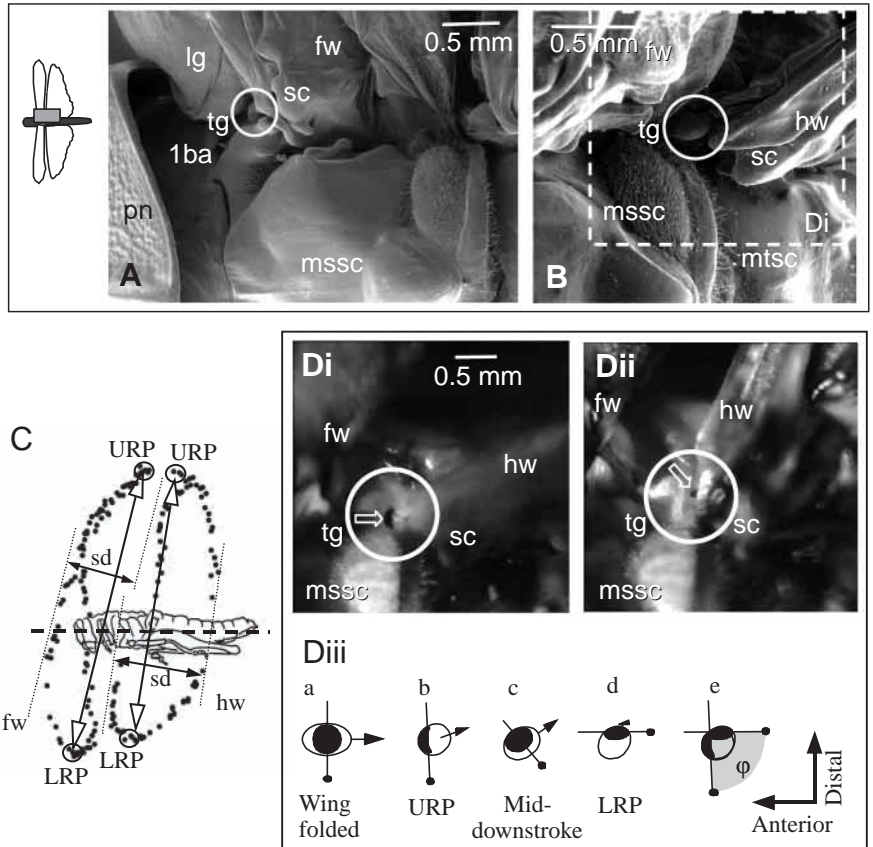 lg
fw
0.5 mm
sc
tg
1ba
pn
mssc
A
0.5 mm
fw
tg
hw
sc
mssc
Di
mtsc
B
C
URP
URP
sd
sd
fw
hw
LRP
LRP
Di
0.5 mm
fw
hw
tg
sc
mssc
Dii
fw
hw
tg
sc
mssc
Diii
a
b
c
d
e
φ
Wing
folded
URP
Mid-
downstroke
LRP
Distal
Anterior